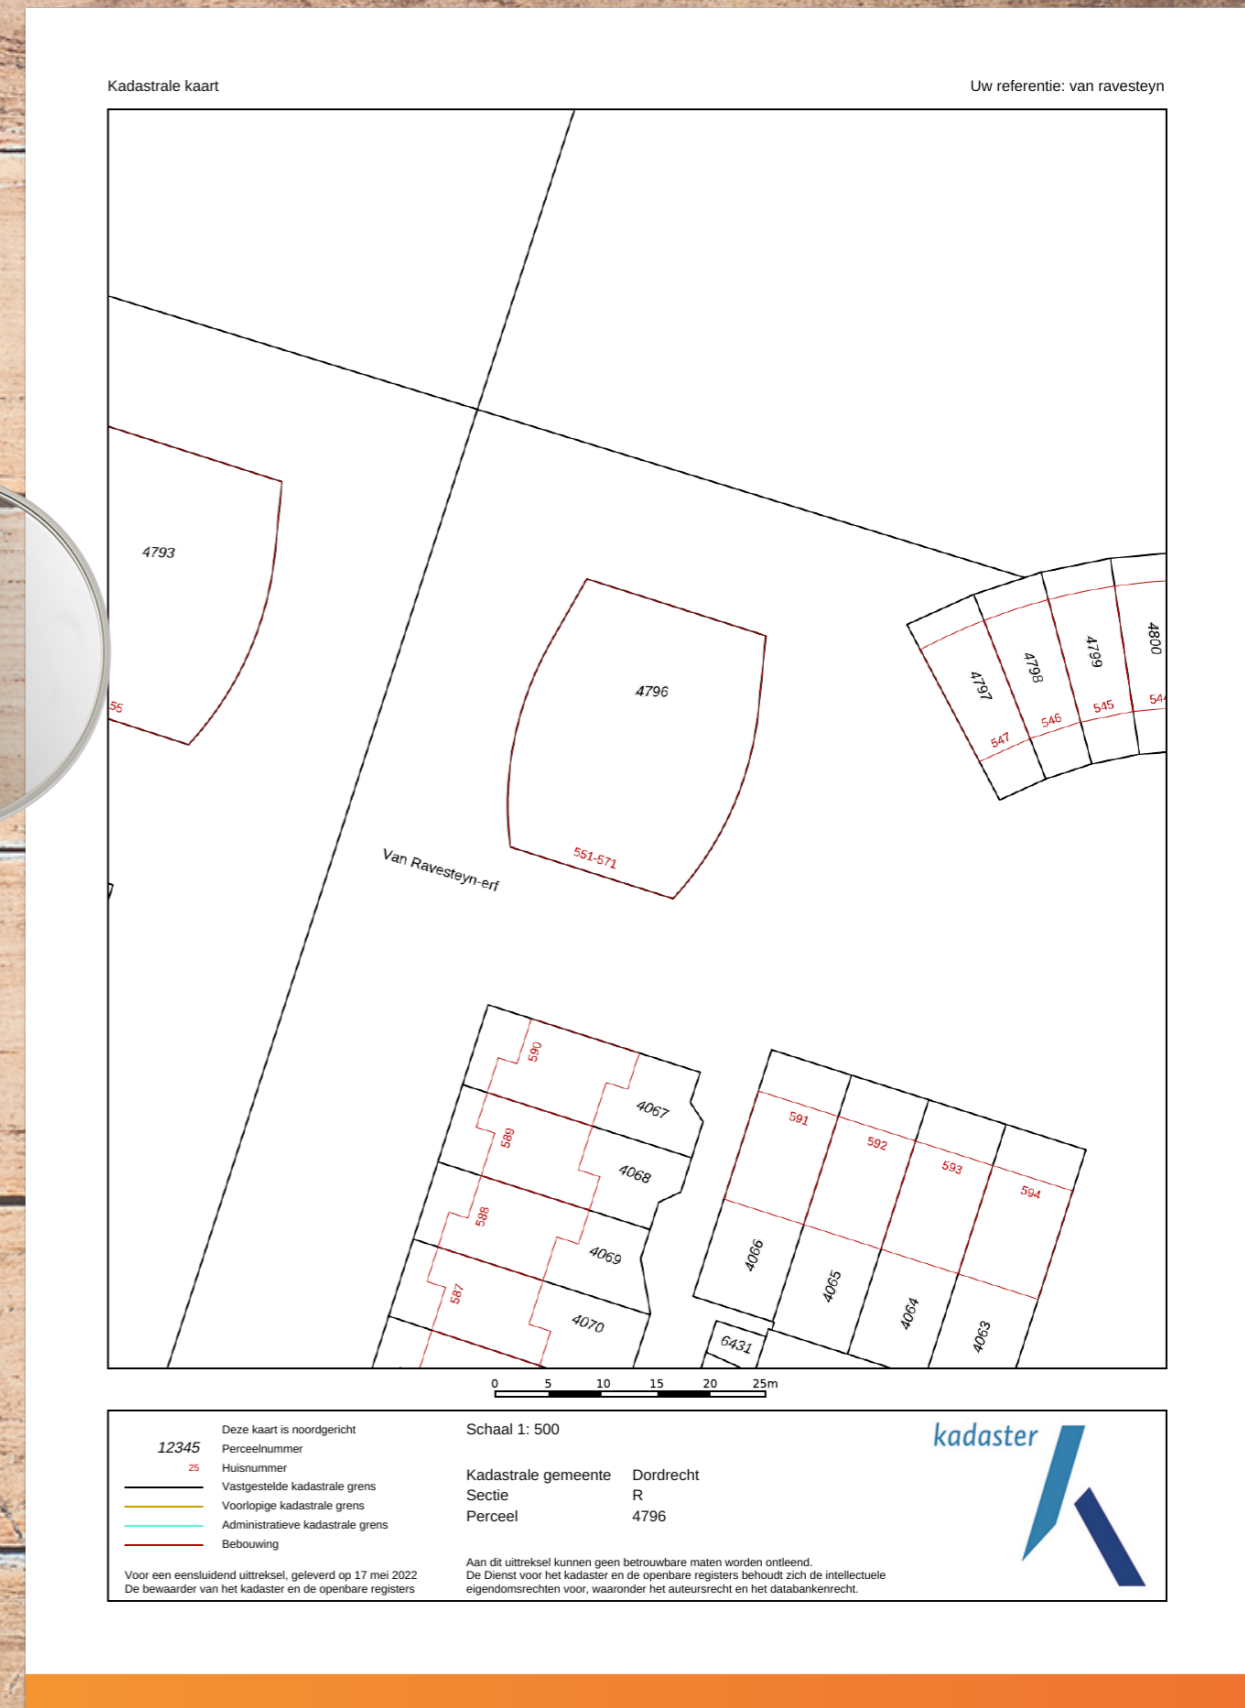 Kadastrale kaart
Uw referentie: van ravesteyn
4793
55
4796
551-571
Van Ravesteyn-erf
4797
4798
4799
4800
547
546
545
544
590
4067
589
4068
588
4069
587
4070
591
592
593
594
4066
4065
4064
4063
6431
0 5 10 15 20 25m
Deze kaart is noordgericht
12345 Perceelnummer
25 Huisnummer
Vastgestelde kadastrale grens
Voorlopige kadastrale grens
Administratieve kadastrale grens
Bebouwing
Voor een eensluidend uittreksel, geleverd op 17 mei 2022
De bewaarder van het kadaster en de openbare registers
Schaal 1: 500
Kadastrale gemeente Dordrecht
Sectie R
Perceel 4796
Aan dit uittreksel kunnen geen betrouwbare maten worden ontleend.
De Dienst voor het kadaster en de openbare registers behoudt zich de intellectuele
eigendomsrechten voor, waaronder het auteursrecht en het databankenrecht.
kadaster